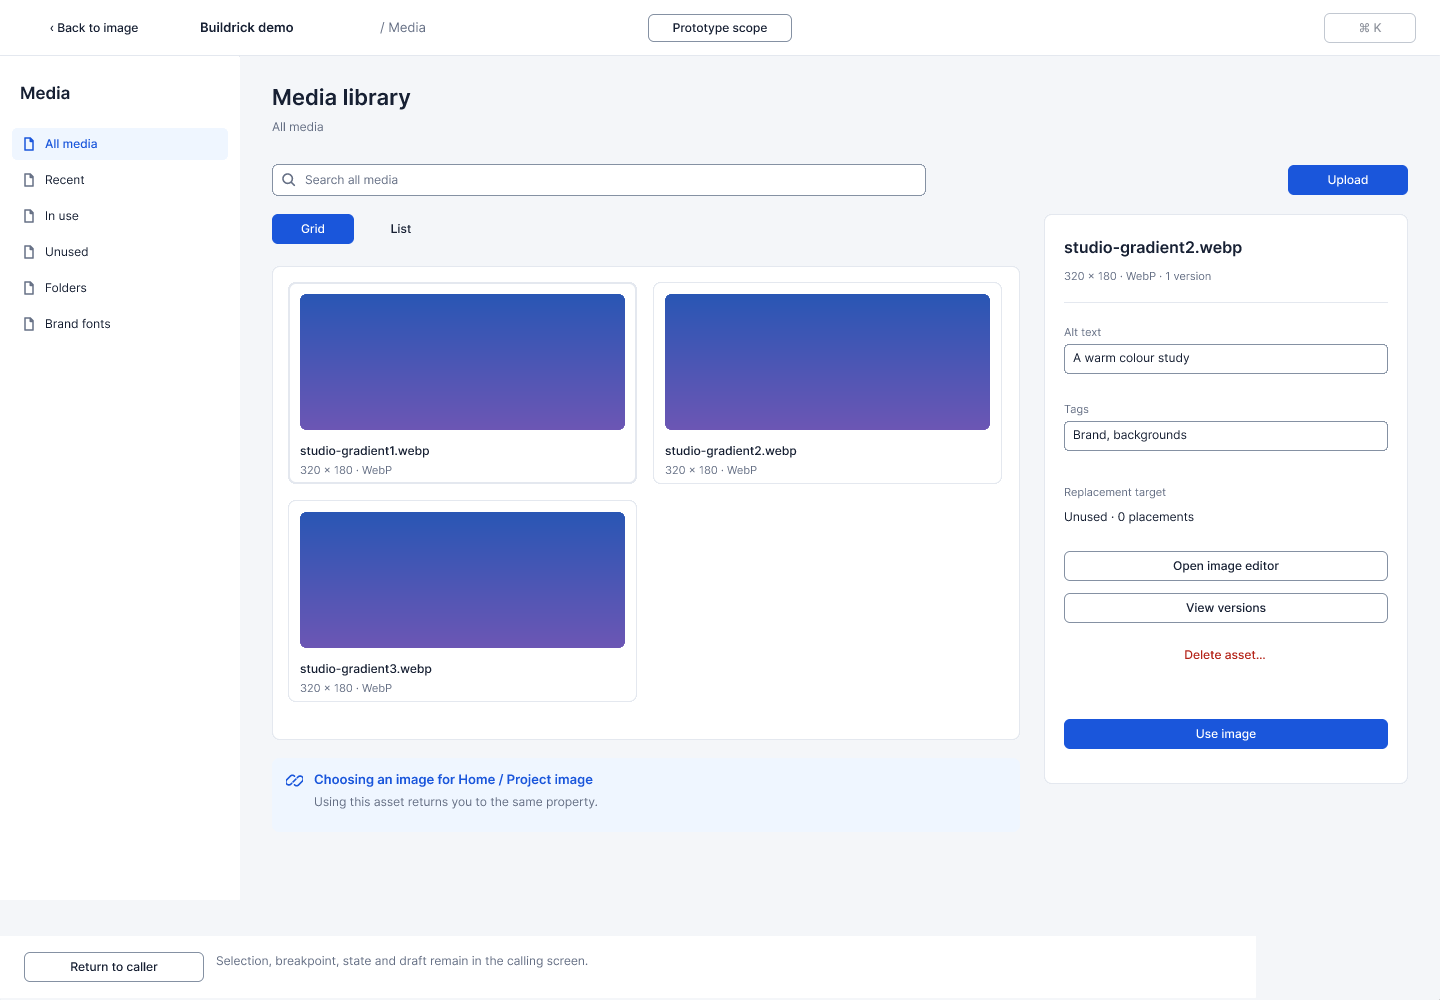 ‹ Back to image
Buildrick demo
/ Media
Prototype scope
⌘ K
Media
All media
Recent
In use
Unused
Folders
Brand fonts
Media library
All media
Search all media
Upload
Grid
List
studio-gradient1.webp
320 × 180 · WebP
studio-gradient2.webp
320 × 180 · WebP
studio-gradient3.webp
320 × 180 · WebP
Choosing an image for Home / Project image
Using this asset returns you to the same property.
studio-gradient2.webp
320 × 180 · WebP · 1 version
Alt text
A warm colour study
Tags
Brand, backgrounds
Replacement target
Unused · 0 placements
Open image editor
View versions
Delete asset...
Use image
Return to caller
Selection, breakpoint, state and draft remain in the calling screen.